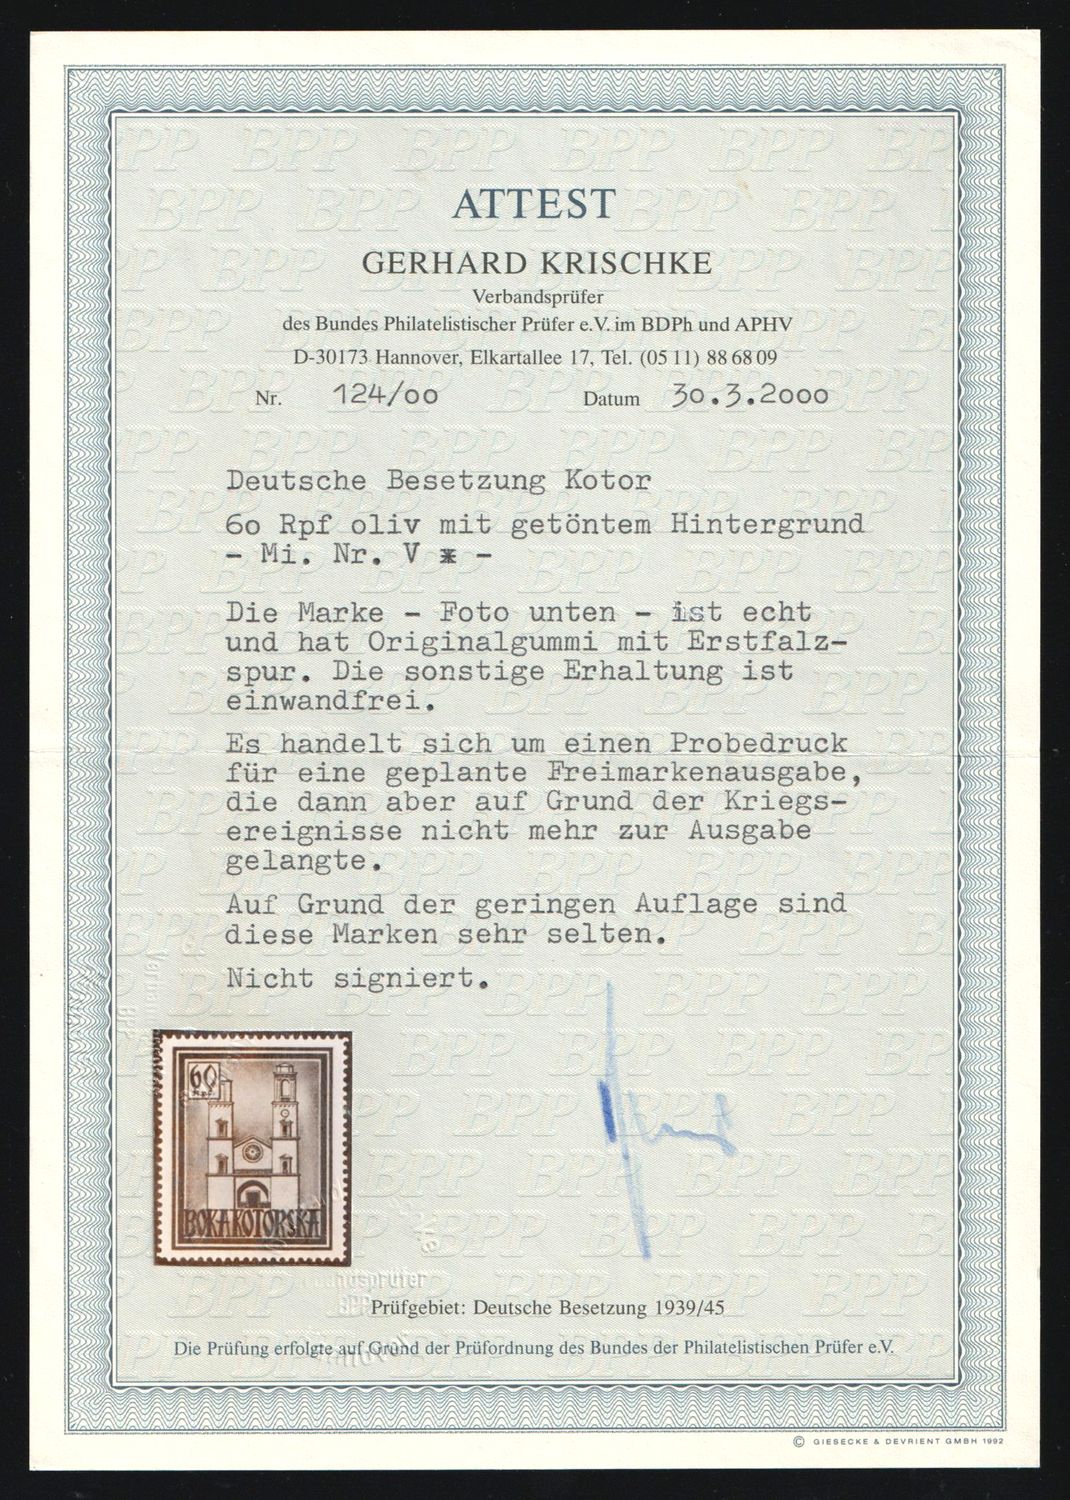 ATTEST
GERHARD KRISCHKE
Verbandsprüfer
des Bundes Philatelistischer Prüfer e.V. im BDPh und APHV
D-30173 Hannover, Elkartallee 17, Tel. (05 11) 88 68 09
Nr. 124/00 Datum 30.3.2000
Deutsche Besetzung Kotor
60 Rpf oliv mit getöntem Hintergrund
- Mi. Nr. V * -
Die Marke - Foto unten - ist echt
und hat Originalgummi mit Erstfalz-
spur. Die sonstige Erhaltung ist
einwandfrei.
Es handelt sich um einen Probedruck
für eine geplante Freimarkenausgabe,
die dann aber auf Grund der Kriegs-
ereignisse nicht mehr zur Ausgabe
gelangte.
Auf Grund der geringen Auflage sind
diese Marken sehr selten.
Nicht signiert.
60
Rpf
BOKA KOTORSKA
Prüfgebiet: Deutsche Besetzung 1939/45
Die Prüfung erfolgte auf Grund der Prüfordnung des Bundes der Philatelistischen Prüfer e.V.
© GIESECKE & DEVRIENT GMBH 1992